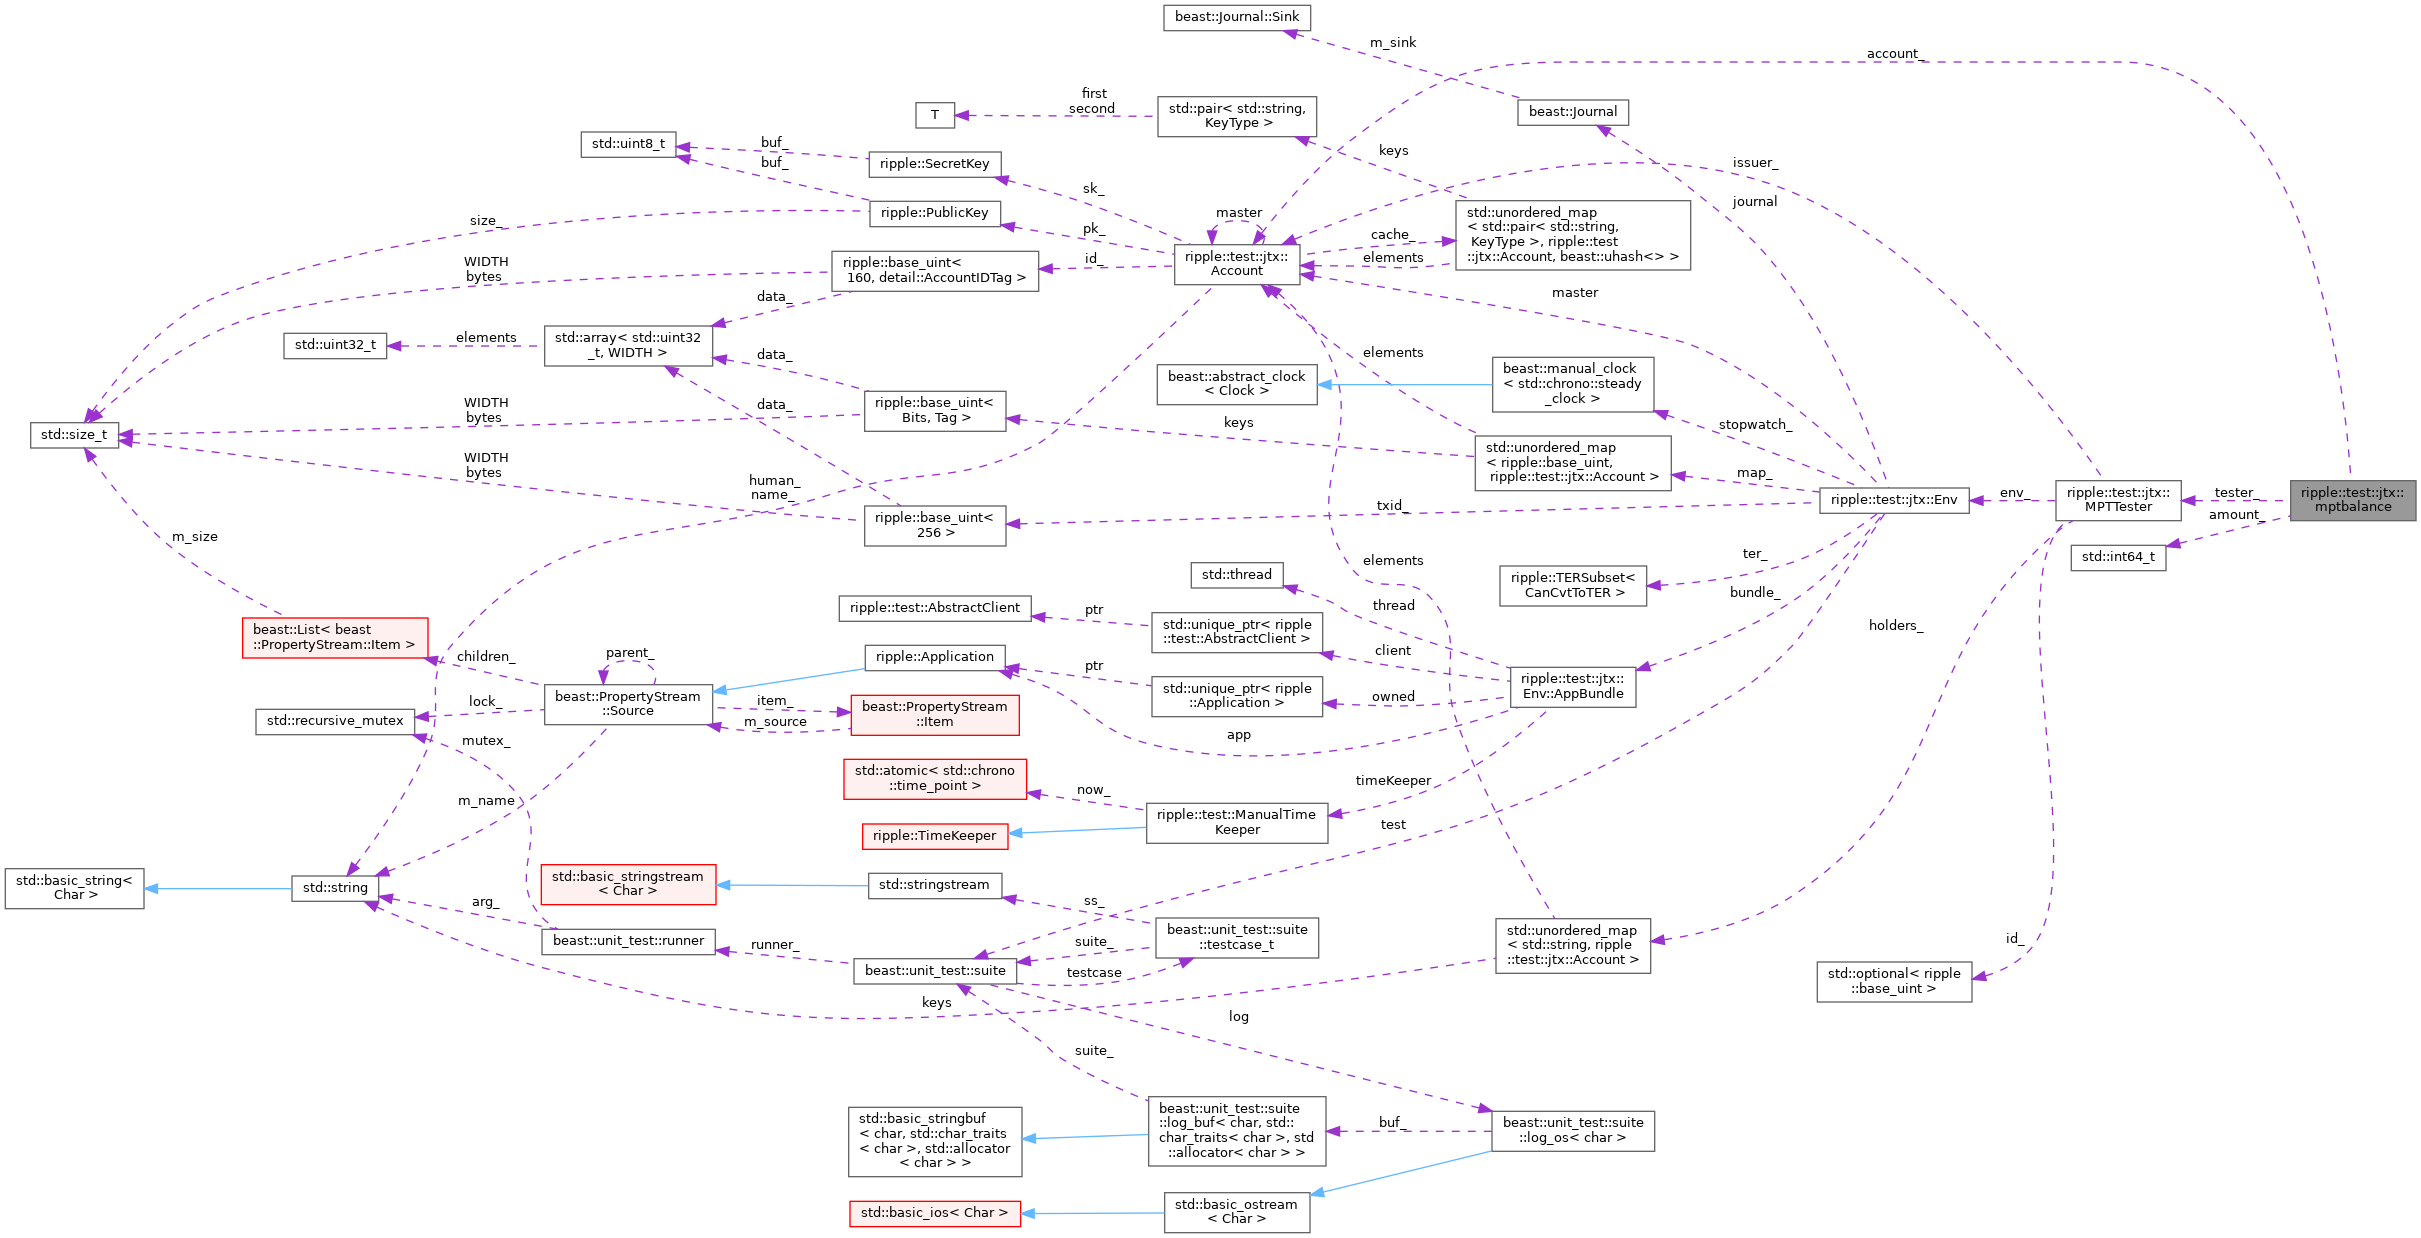 beast::Journal::Sink
m_sink
account_
first
second
T
std::pair< std::string,
KeyType >
beast::Journal
std::uint8_t
buf_
buf_
ripple::SecretKey
keys
issuer_
sk_
ripple::PublicKey
size_
master
pk_
journal
std::unordered_map
< std::pair< std::string,
KeyType >, ripple::test
::jtx::Account, beast::uhash<> >
cache_
elements
WIDTH
bytes
ripple::base_uint<
160, detail::AccountIDTag >
id_
ripple::test::jtx::
Account
data_
master
std::uint32_t
elements
std::array< std::uint32
_t, WIDTH >
data_
elements
beast::abstract_clock
< Clock >
beast::manual_clock
< std::chrono::steady
_clock >
WIDTH
bytes
data_
ripple::base_uint<
Bits, Tag >
keys
stopwatch_
std::size_t
std::unordered_map
< ripple::base_uint,
ripple::test::jtx::Account >
map_
WIDTH
bytes
human_
name_
ripple::base_uint<
256 >
txid_
ripple::test::jtx::Env
env_
ripple::test::jtx::
MPTTester
tester_
amount_
ripple::test::jtx::
mptbalance
m_size
std::int64_t
ter_
elements
std::thread
ripple::TERSubset<
CanCvtToTER >
bundle_
ripple::test::AbstractClient
ptr
std::unique_ptr< ripple
::test::AbstractClient >
thread
holders_
beast::List< beast
::PropertyStream::Item >
children_
parent_
ripple::Application
client
ptr
std::unique_ptr< ripple
::Application >
owned
ripple::test::jtx::
Env::AppBundle
lock_
beast::PropertyStream
::Source
item_
m_source
beast::PropertyStream
::Item
std::recursive_mutex
mutex_
app
std::atomic< std::chrono
::time_point >
now_
timeKeeper
m_name
ripple::TimeKeeper
ripple::test::ManualTime
Keeper
test
std::basic_string<
Char >
std::string
std::basic_stringstream
< Char >
std::stringstream
arg_
ss_
beast::unit_test::runner
runner_
suite_
beast::unit_test::suite
::testcase_t
std::unordered_map
< std::string, ripple
::test::jtx::Account >
id_
beast::unit_test::suite
testcase
std::optional< ripple
::base_uint >
keys
log
suite_
std::basic_stringbuf
< char, std::char_traits
< char >, std::allocator
< char > >
beast::unit_test::suite
::log_buf< char, std::
char_traits< char >, std
::allocator< char > >
buf_
beast::unit_test::suite
::log_os< char >
std::basic_ios< Char >
std::basic_ostream
< Char >